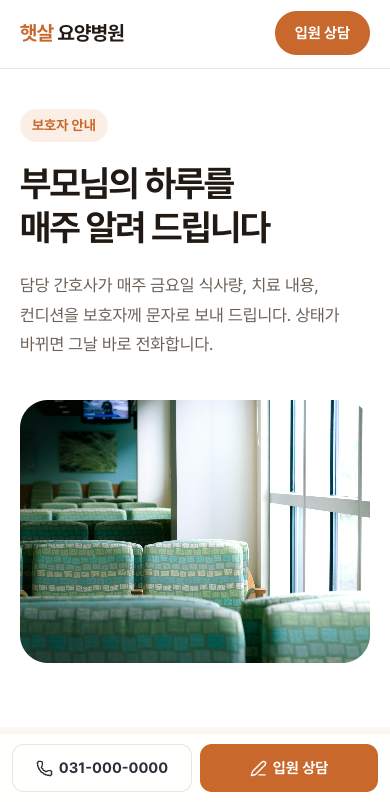 햇살 요양병원
입원 상담
보호자 안내
부모님의 하루를
매주 알려 드립니다
담당 간호사가 매주 금요일 식사량, 치료 내용,
컨디션을 보호자께 문자로 보내 드립니다. 상태가
바뀌면 그날 바로 전화합니다.
031-000-0000
입원 상담